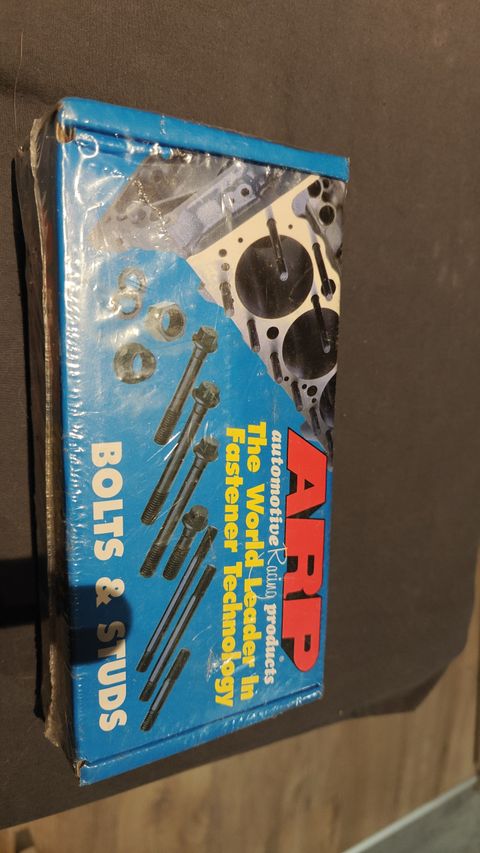 ARP®
automotive Racing products
The World Leader In
Fastener Technology
BOLTS & STUDS